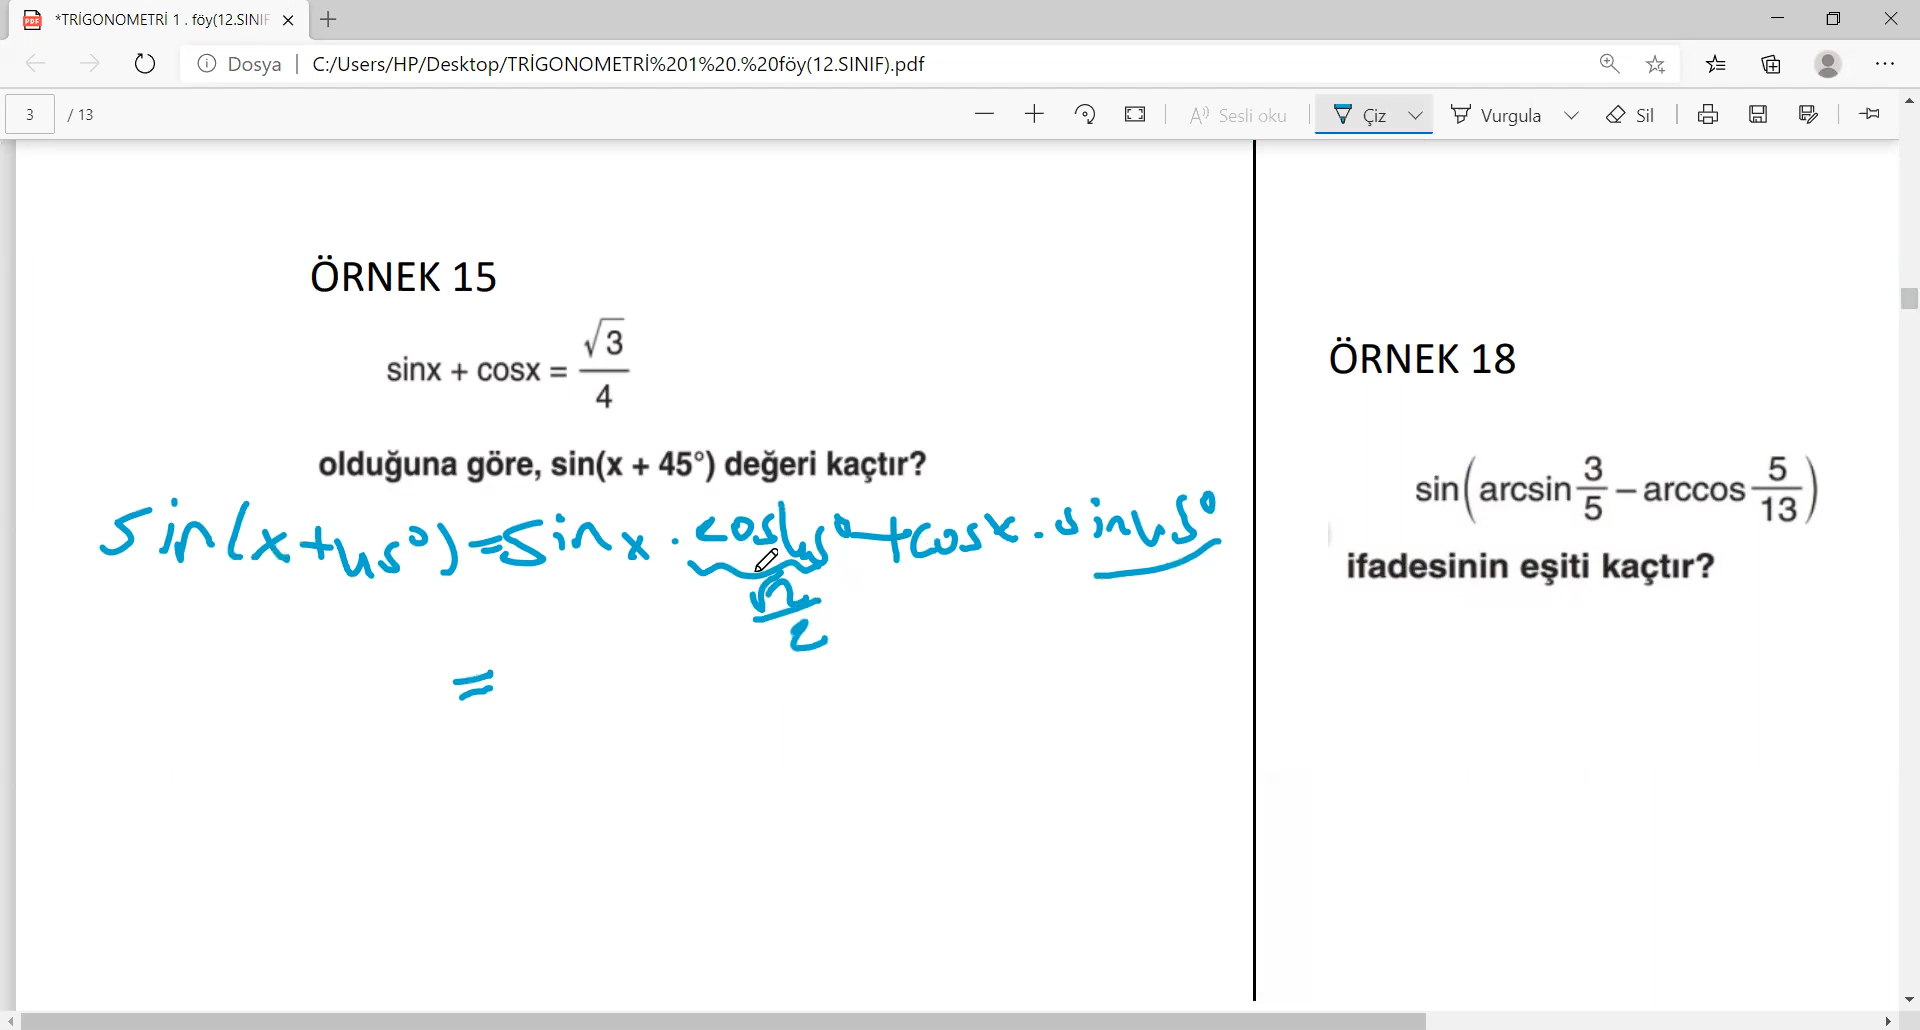 *TRİGONOMETRİ 1 . föy(12.SINIF
Dosya | C:/Users/HP/Desktop/TRİGONOMETRİ%201%20.%20föy(12.SINIF).pdf
3 / 13
Sesli oku
Çiz
Vurgula
Sil
ÖRNEK 15
sinx + cosx = √3/4
olduğuna göre, sin(x + 45°) değeri kaçtır?
sin(x+45°)=sinx.cos45°+cosx.sin45°
√2/2
=
ÖRNEK 18
sin(arcsin 3/5 – arccos 5/13)
ifadesinin eşiti kaçtır?